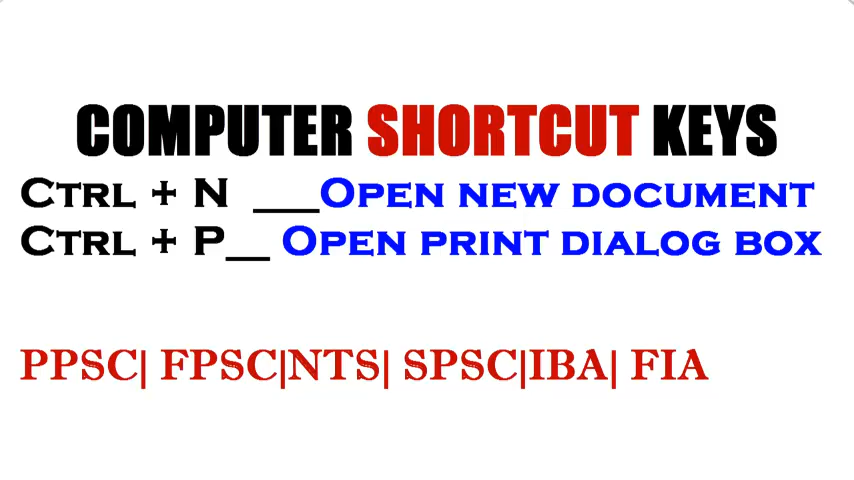 COMPUTER SHORTCUT KEYS
Ctrl + N ___Open new document
Ctrl + P__ Open print dialog box
PPSC| FPSC|NTS| SPSC|IBA| FIA